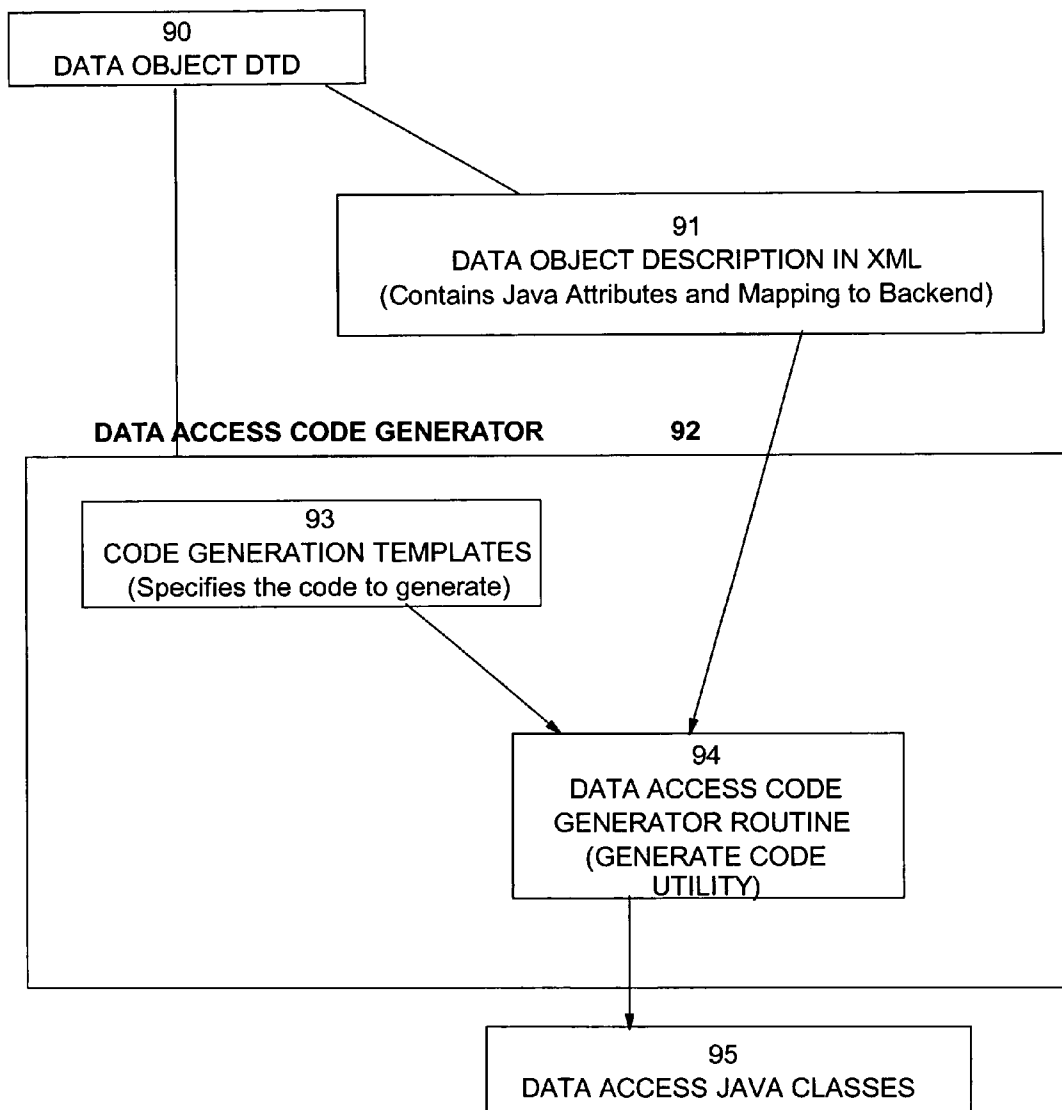 90
DATA OBJECT DTD
91
DATA OBJECT DESCRIPTION IN XML
(Contains Java Attributes and Mapping to Backend)
DATA ACCESS CODE GENERATOR 92
93
CODE GENERATION TEMPLATES
(Specifies the code to generate)
94
DATA ACCESS CODE
GENERATOR ROUTINE
(GENERATE CODE
UTILITY)
95
DATA ACCESS JAVA CLASSES